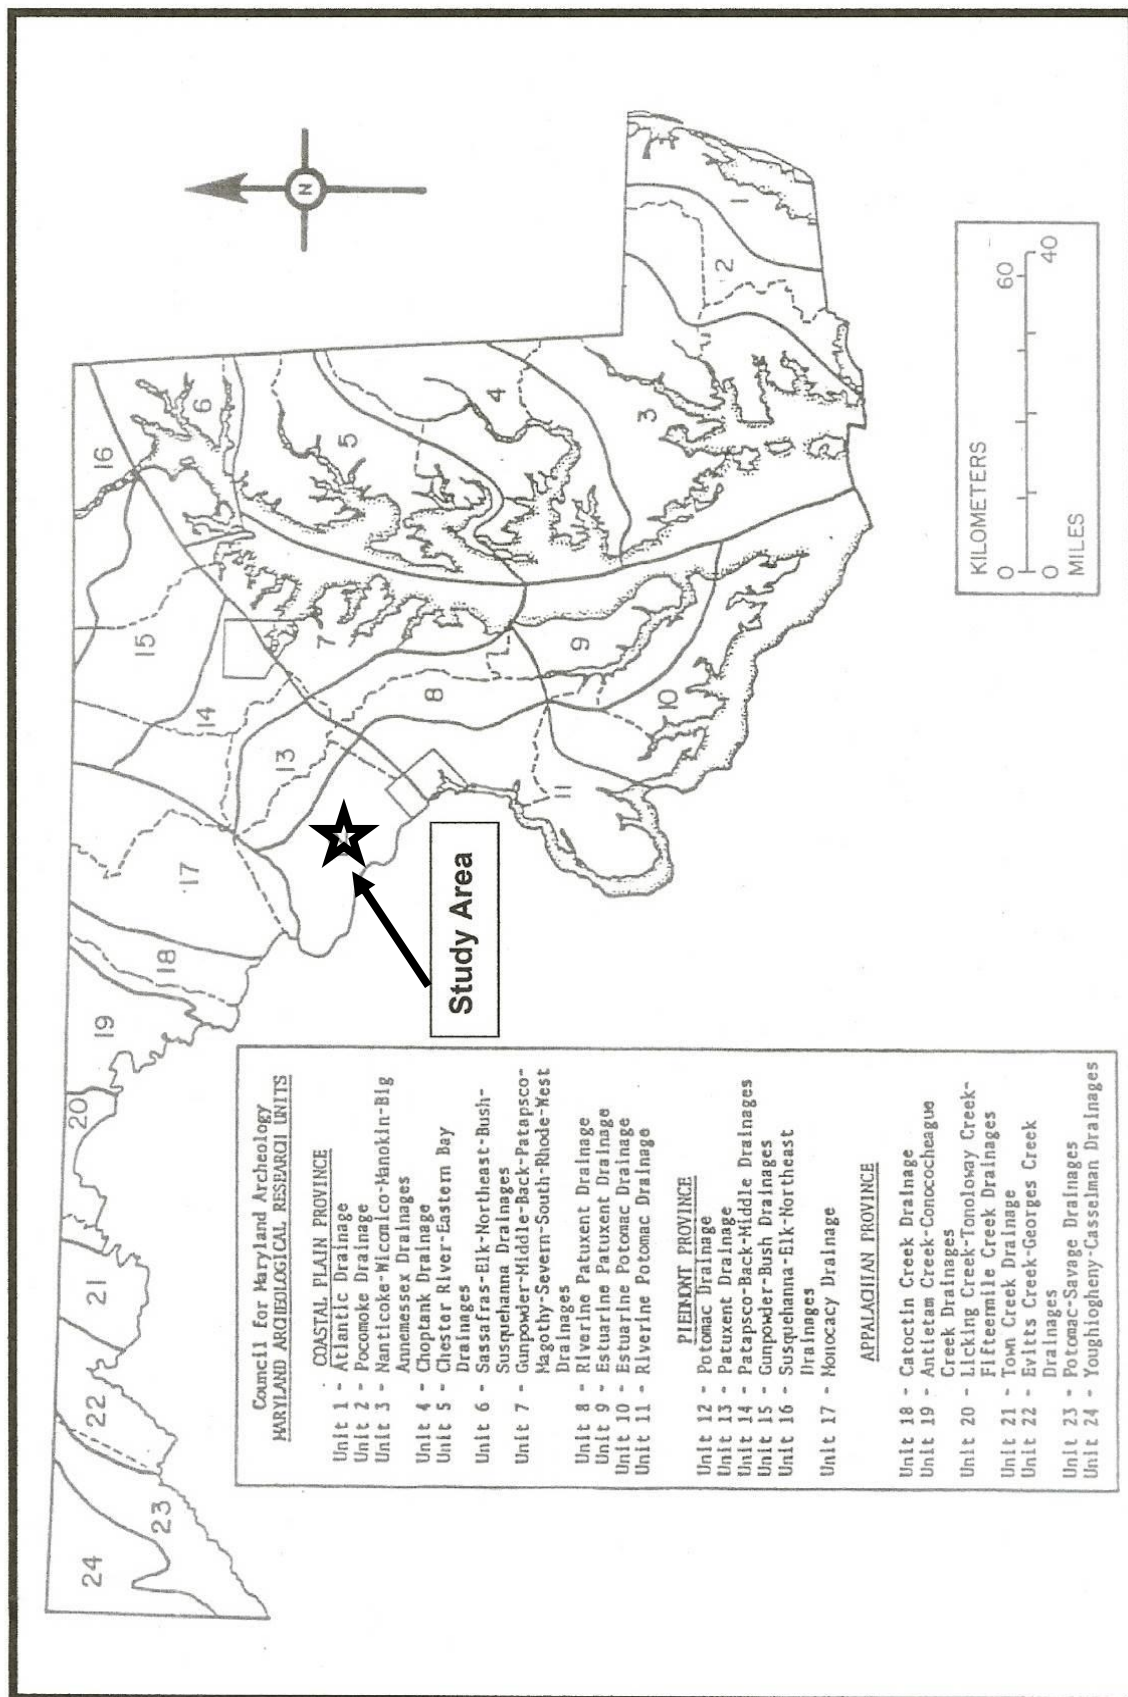 Council for Maryland Archeology
MARYLAND ARCHEOLOGICAL RESEARCH UNITS
COASTAL PLAIN PROVINCE
Unit 1 - Atlantic Drainage
Unit 2 - Pocomoke Drainage
Unit 3 - Nanticoke-Wicomico-Manokin-Big
Annemessex Drainages
Unit 4 - Choptank Drainage
Unit 5 - Chester River-Eastern Bay
Drainages
Unit 6 - Sassafras-Elk-Northeast-Bush-
Susquehanna Drainages
Unit 7 - Gunpowder-Middle-Back-Patapsco-
Magothy-Severn-South-Rhode-West
Drainages
Unit 8 - Riverine Patuxent Drainage
Unit 9 - Estuarine Patuxent Drainage
Unit 10 - Estuarine Potomac Drainage
Unit 11 - Riverine Potomac Drainage
PIEDMONT PROVINCE
Unit 12 - Potomac Drainage
Unit 13 - Patuxent Drainage
Unit 14 - Patapsco-Back-Middle Drainages
Unit 15 - Gunpowder-Bush Drainages
Unit 16 - Susquehanna-Elk-Northeast
Drainages
Unit 17 - Monocacy Drainage
APPALACHIAN PROVINCE
Unit 18 - Catoctin Creek Drainage
Unit 19 - Antietam Creek-Conococheague
Creek Drainages
Unit 20 - Licking Creek-Tonoloway Creek-
Fifteenmile Creek Drainages
Unit 21 - Town Creek Drainage
Unit 22 - Evits Creek-Georges Creek
Drainages
Unit 23 - Potomac-Savage Drainages
Unit 24 - Youghiogheny-Casselman Drainages
Study Area
N
24
23
22
21
20
19
18
17
16
15
14
13
11
10
9
8
7
6
5
4
3
2
1
KILOMETERS
0 60
0 40
MILES